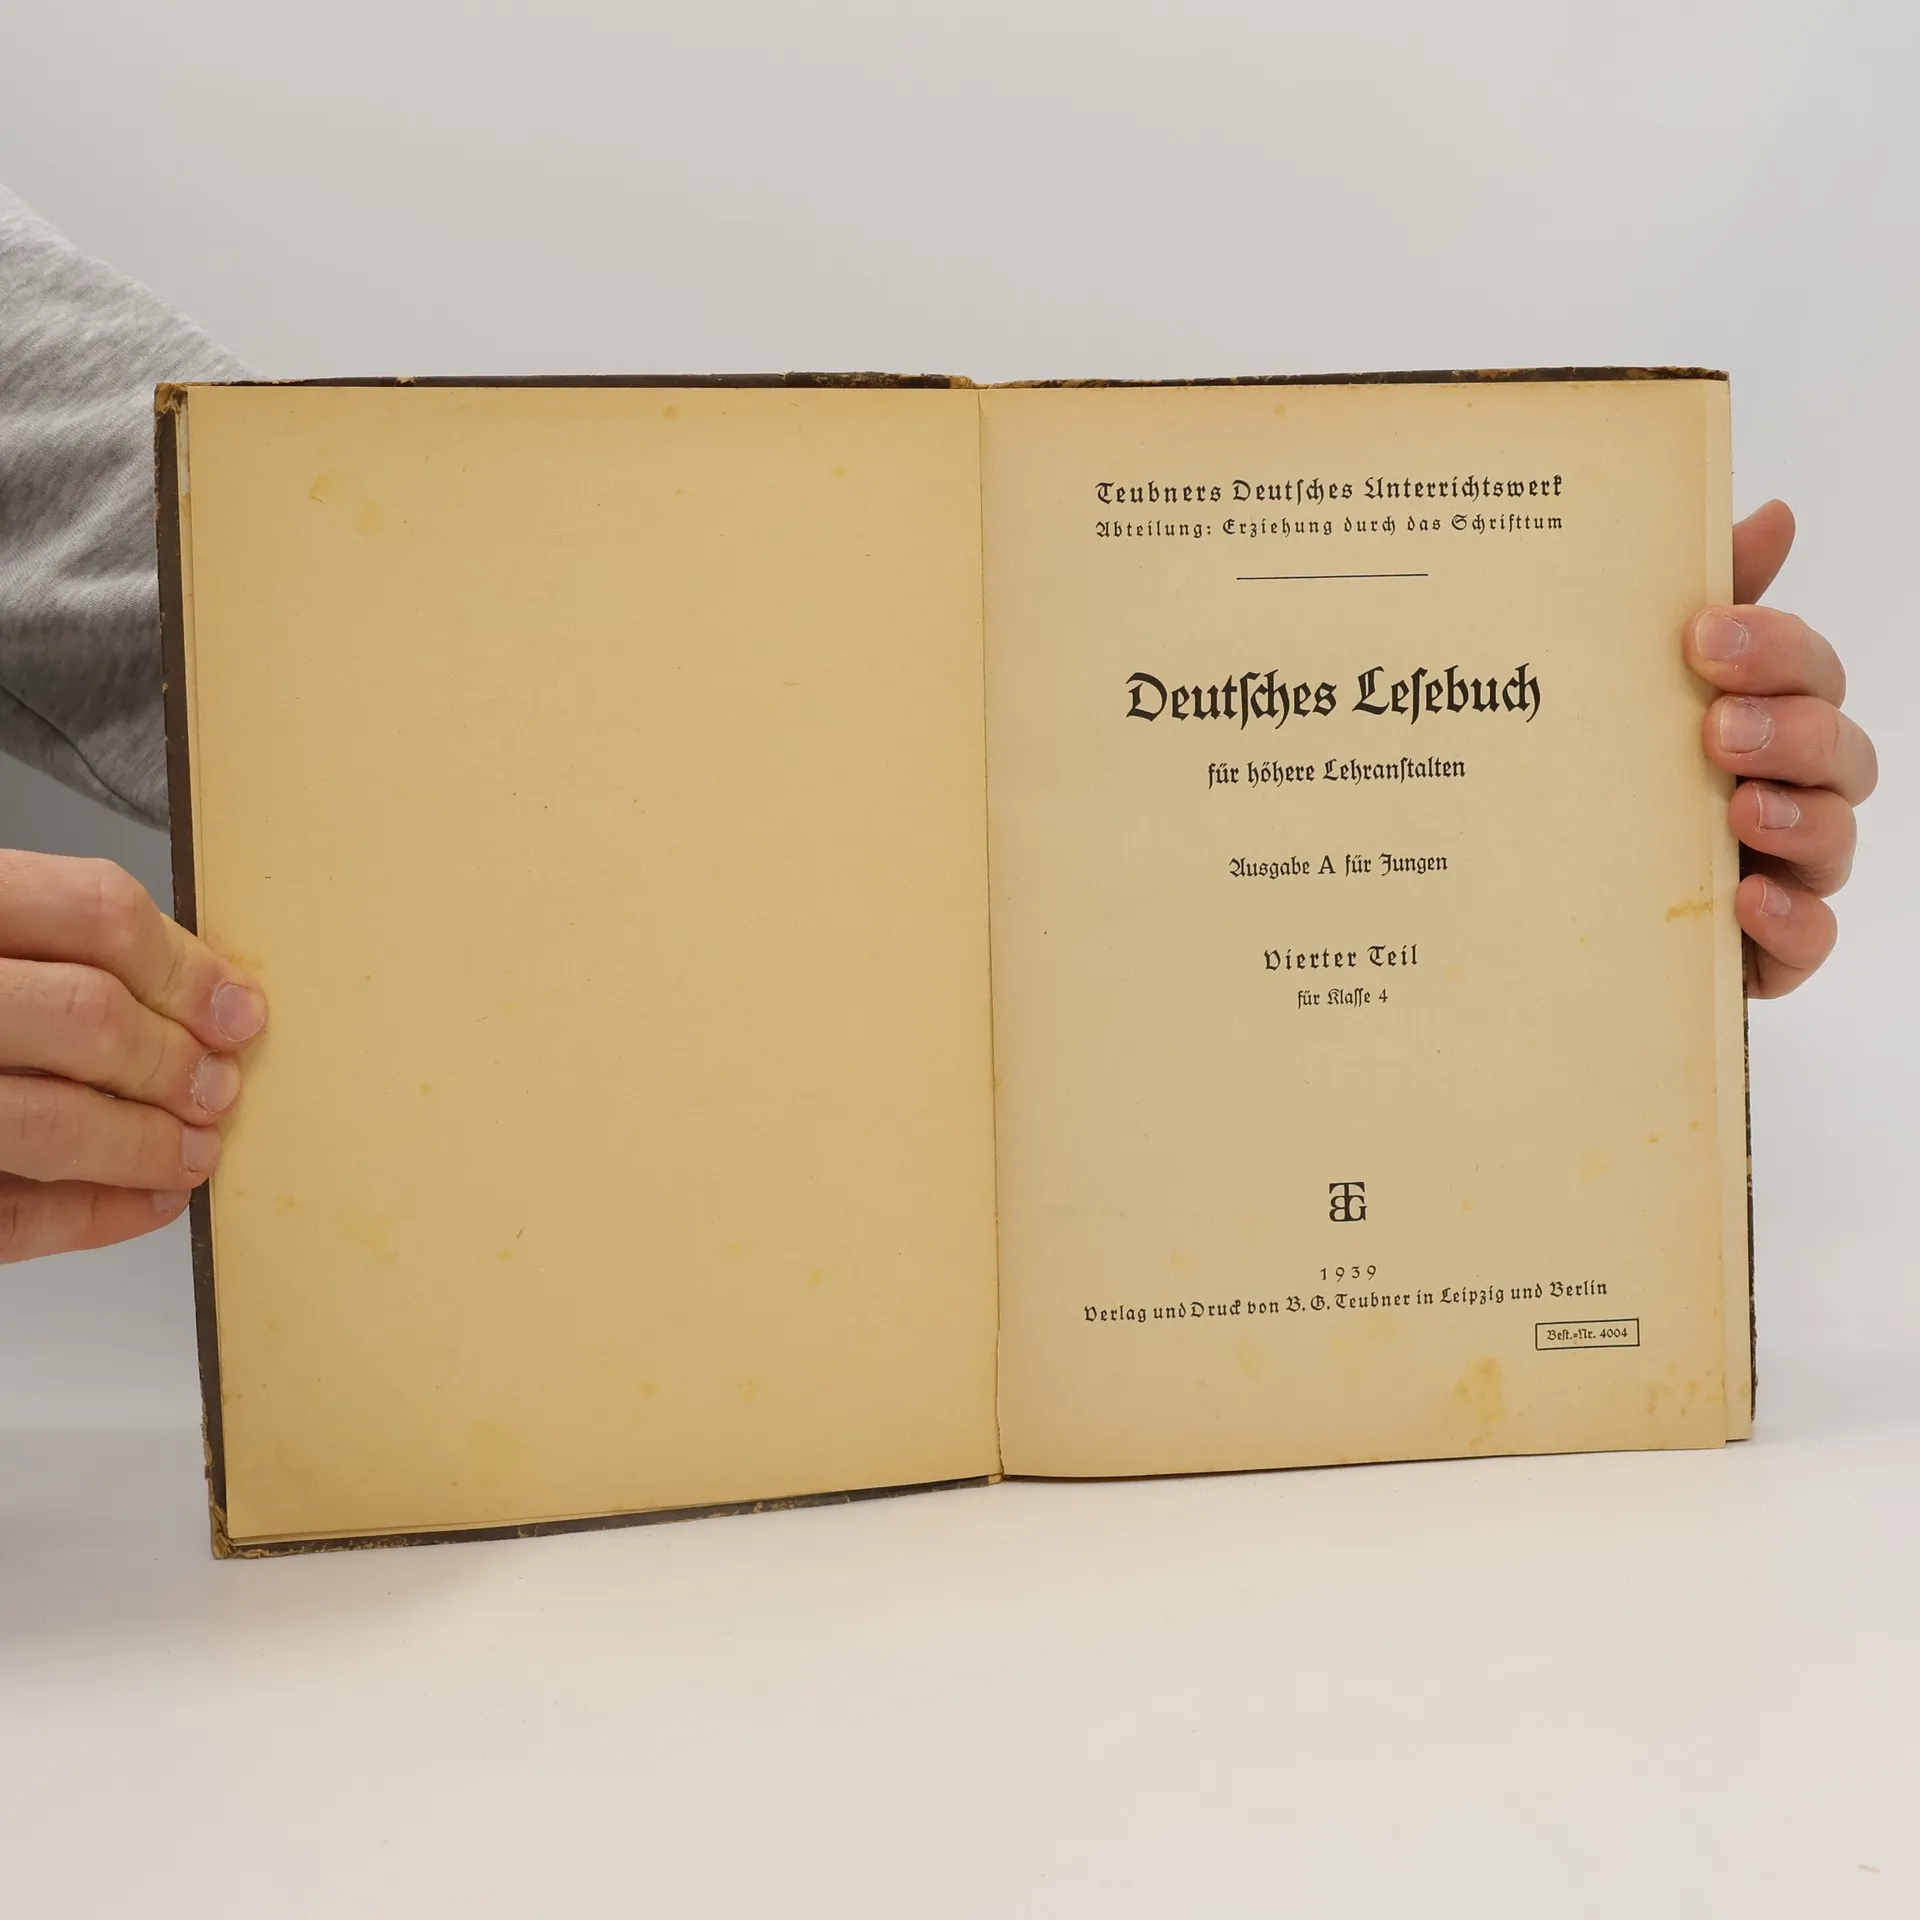 Teubners Deutſches Unterrichtswerk
Abteilung: Erziehung durch das Schrifttum
Deutſches Leſebuch
für höhere Lehranſtalten
Ausgabe A für Jungen
Vierter Teil
für Klaſſe 4
BTG
1939
Verlag und Druck von B. G. Teubner in Leipzig und Berlin
Beſt.=Nr. 4004